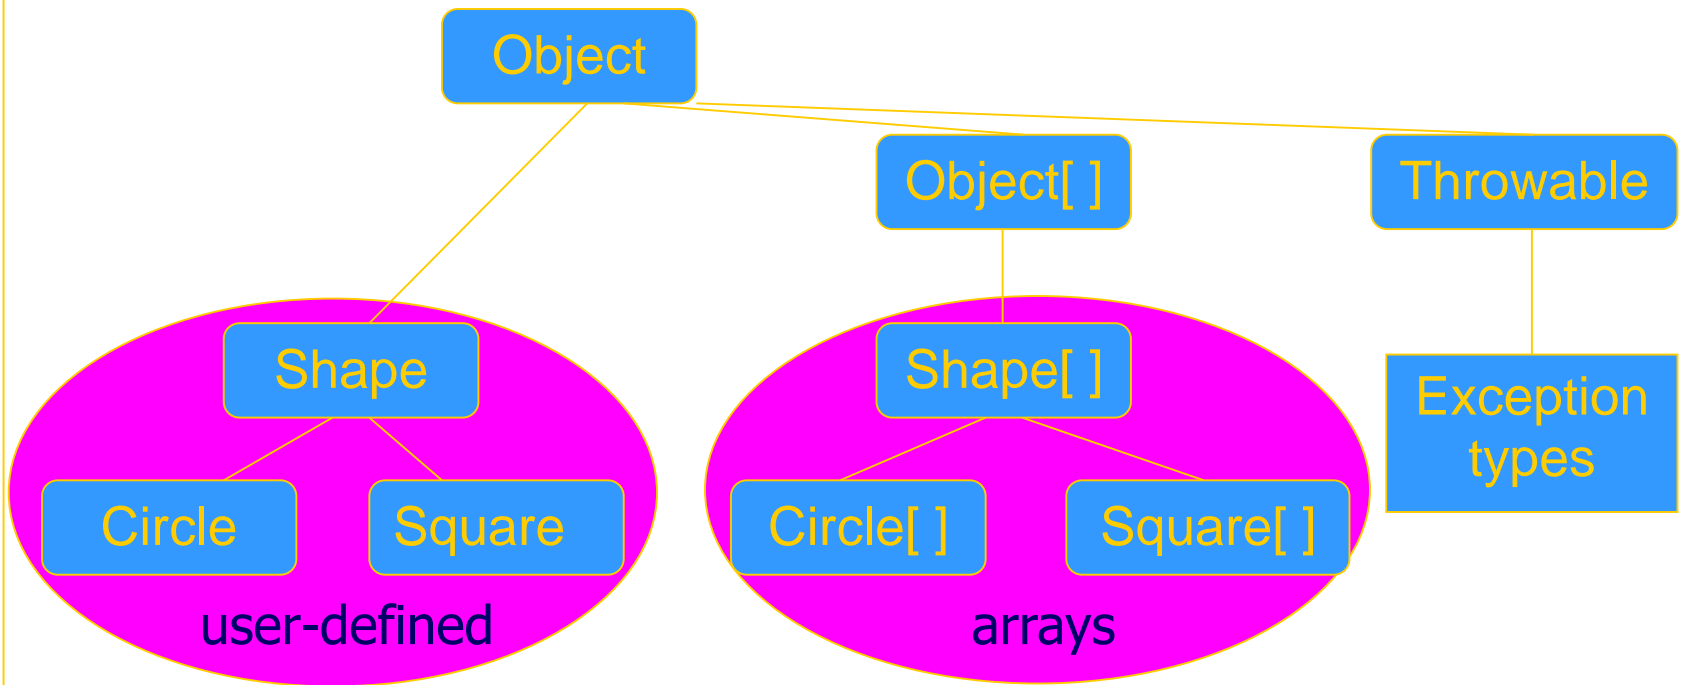 Object
Object[ ]
Throwable
Shape
Shape[ ]
Exception
types
Circle
Square
Circle[ ]
Square[ ]
user-defined
arrays